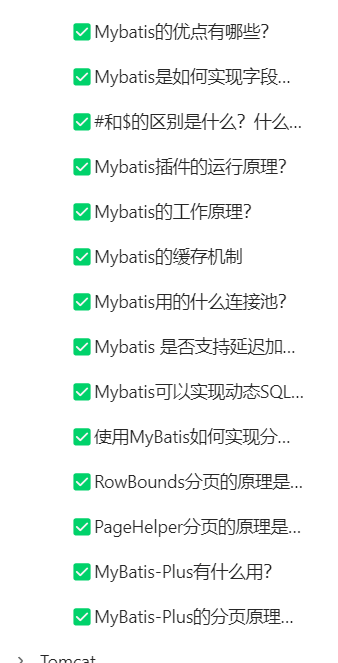 Mybatis的优点有哪些?
Mybatis是如何实现字段...
#和$的区别是什么? 什么...
Mybatis插件的运行原理?
Mybatis的工作原理?
Mybatis的缓存机制
Mybatis用的什么连接池?
Mybatis 是否支持延迟加...
Mybatis可以实现动态SQL...
使用MyBatis如何实现分...
RowBounds分页的原理是...
PageHelper分页的原理是...
MyBatis-Plus有什么用?
MyBatis-Plus的分页原理...
Tomcat